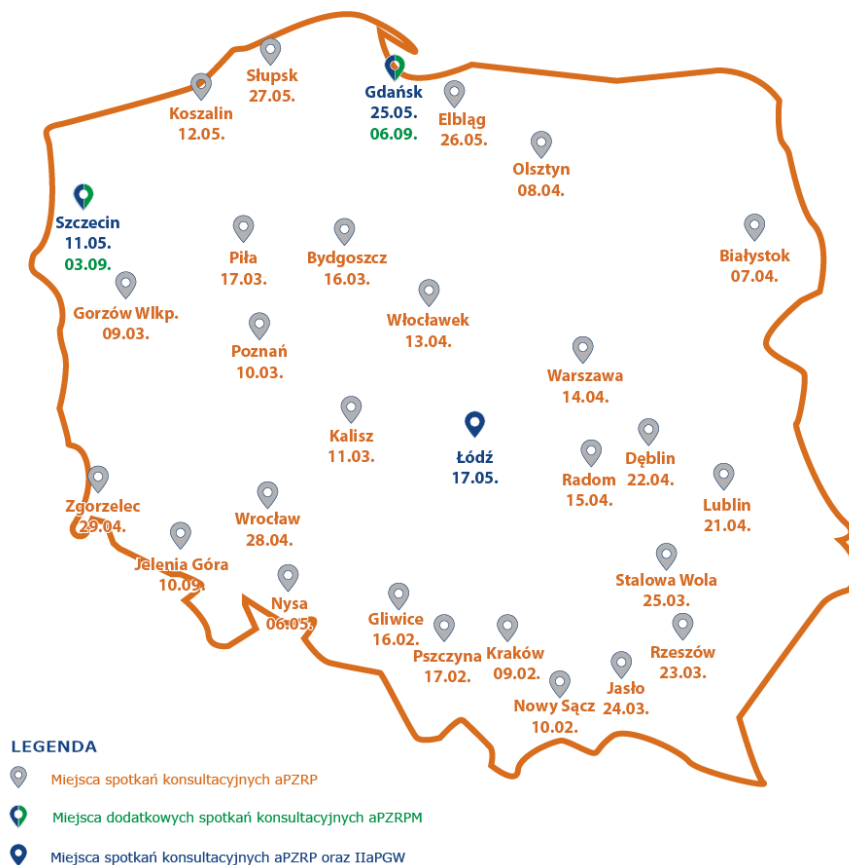 Słupsk
27.05.
Koszalin
12.05.
Gdańsk
25.05.
06.09.
Elbląg
26.05.
Olsztyn
08.04.
Szczecin
11.05.
03.09.
Piła
17.03.
Bydgoszcz
16.03.
Białystok
07.04.
Gorzów Wlkp.
09.03.
Włocławek
13.04.
Poznań
10.03.
Warszawa
14.04.
Kalisz
11.03.
Łódź
17.05.
Radom
15.04.
Dęblin
22.04.
Lublin
21.04.
Zgorzelec
29.04.
Wrocław
28.04.
Jelenia Góra
10.09.
Nysa
06.05.
Stalowa Wola
25.03.
Gliwice
16.02.
Pszczyna
17.02.
Kraków
09.02.
Rzeszów
23.03.
Nowy Sącz
10.02.
Jasło
24.03.
LEGENDA
Miejsca spotkań konsultacyjnych aPZRP
Miejsca dodatkowych spotkań konsultacyjnych aPZRPM
Miejsca spotkań konsultacyjnych aPZRP oraz IIaPGW